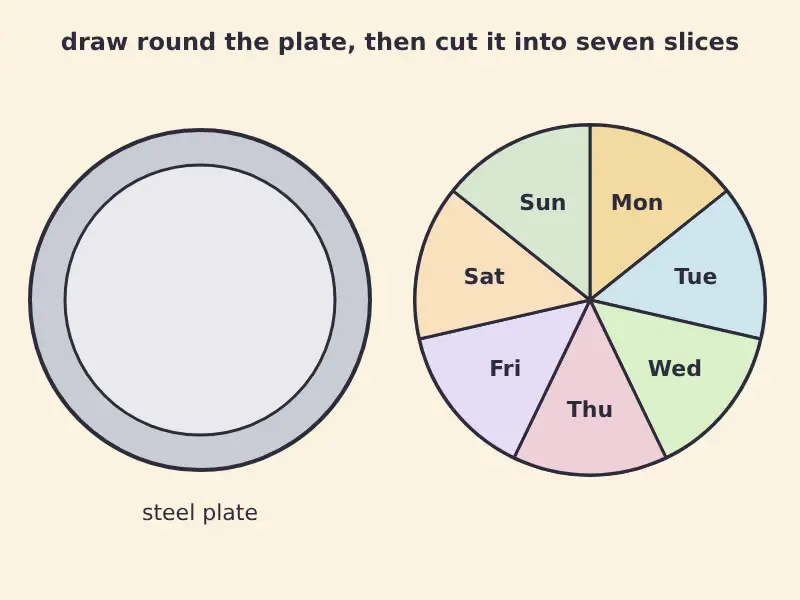 draw round the plate, then cut it into seven slices
Sun
Mon
Sat
Tue
Fri
Wed
Thu
steel plate